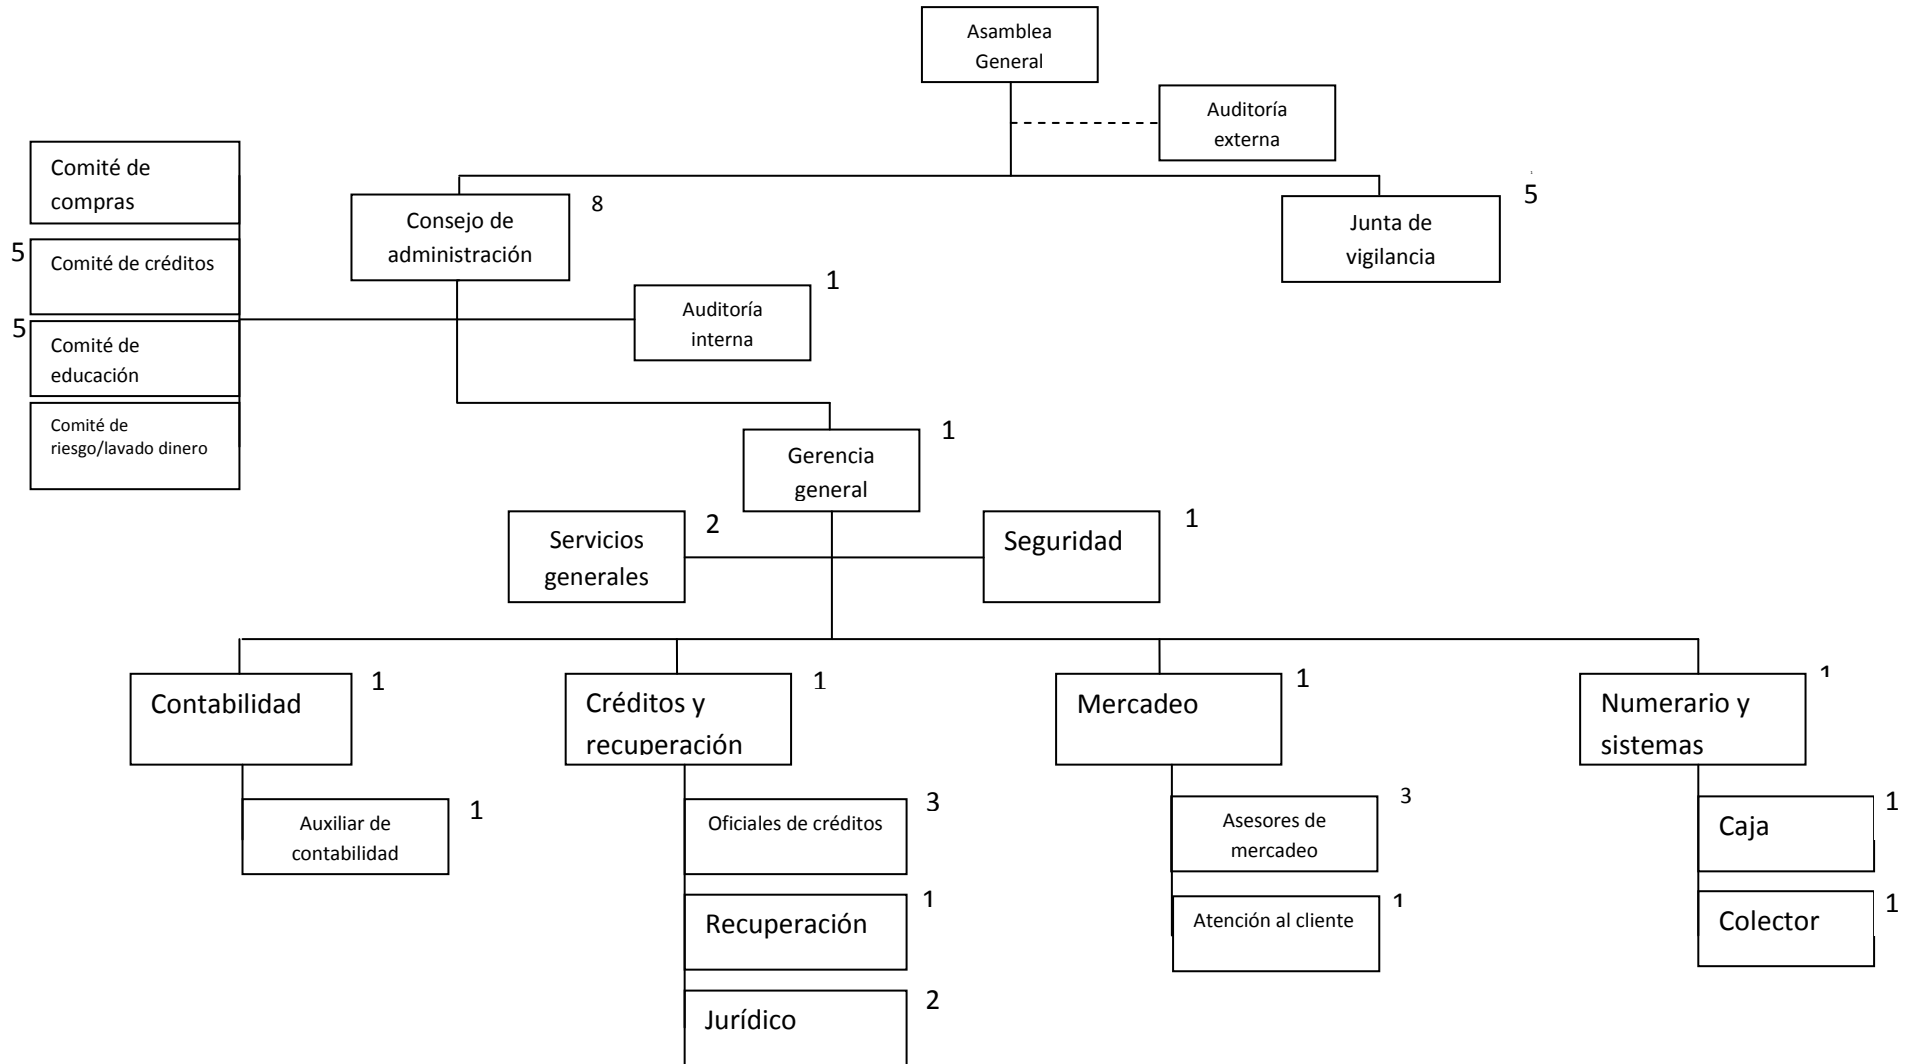 Asamblea
General
Auditoría
externa
Comité de
compras
5
Comité de créditos
5
Comité de
educación
Comité de
riesgo/lavado dinero
Consejo de
administración
8
Junta de
vigilancia
5
Auditoría
interna
1
Gerencia
general
1
Servicios
generales
2
Seguridad
1
Contabilidad
1
Auxiliar de
contabilidad
1
Créditos y
recuperación
1
Oficiales de créditos
3
Recuperación
1
Jurídico
2
Mercadeo
1
Asesores de
mercadeo
3
Atención al cliente
1
Numerario y
sistemas
1
Caja
1
Colector
1